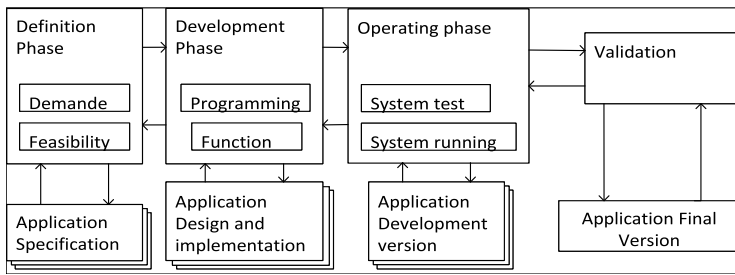 Definition
Phase
Demande
Feasibility
Development
Phase
Programming
Function
Operating phase
System test
System running
Validation
Application
Specification
Application
Design and
implementation
Application
Development
version
Application Final
Version